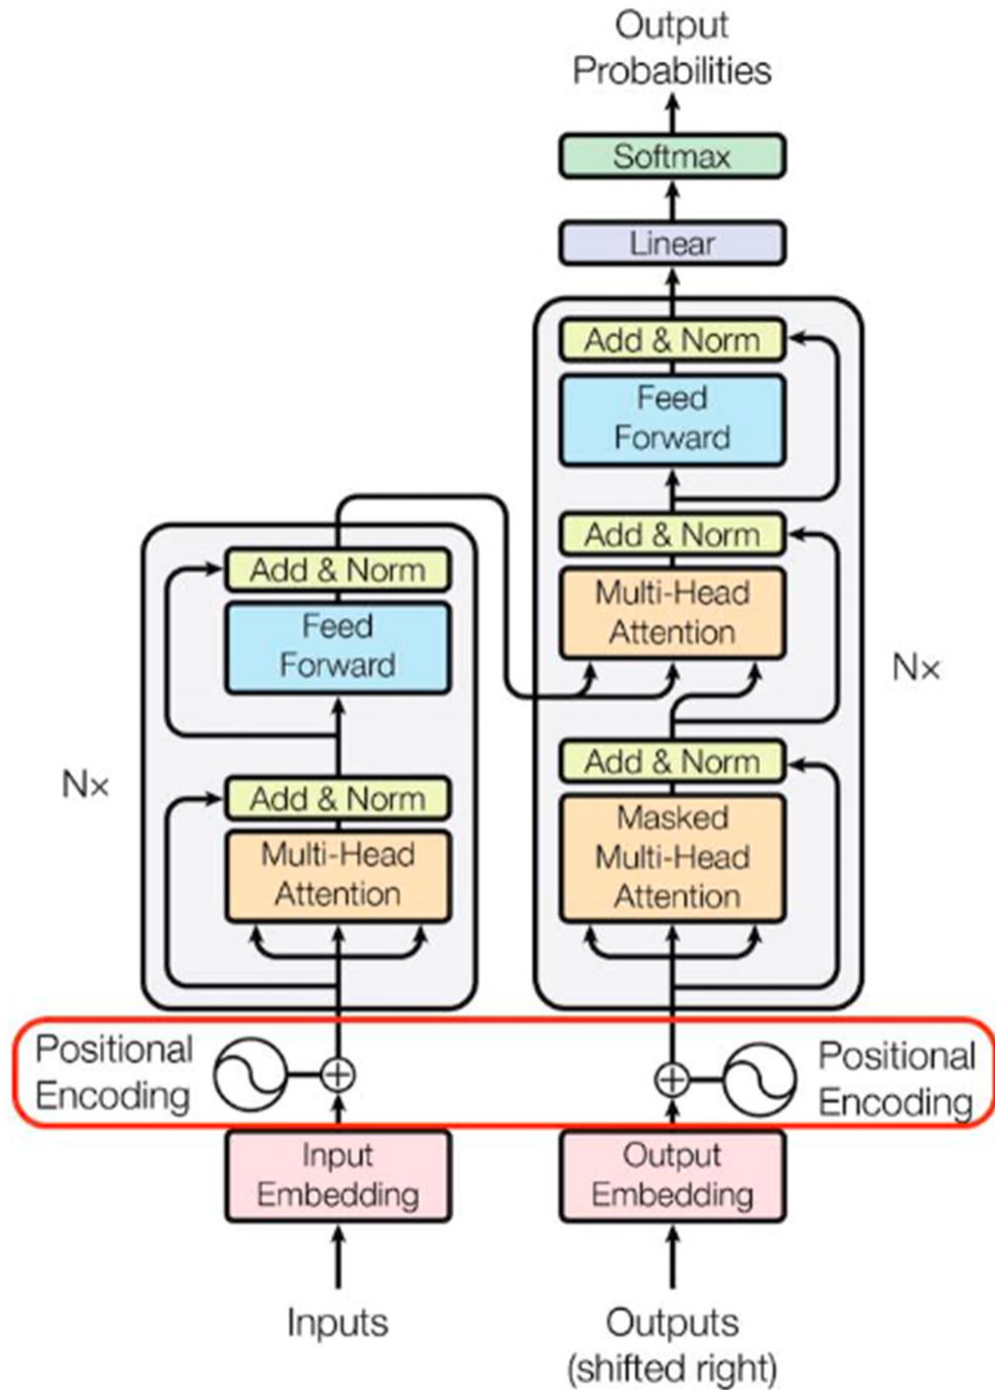 Output
Probabilities
Softmax
Linear
Add & Norm
Feed
Forward
Add & Norm
Multi-Head
Attention
Nx
Add & Norm
Masked
Multi-Head
Attention
Add & Norm
Feed
Forward
Nx
Add & Norm
Multi-Head
Attention
Positional
Encoding
Positional
Encoding
Input
Embedding
Output
Embedding
Inputs
Outputs
(shifted right)